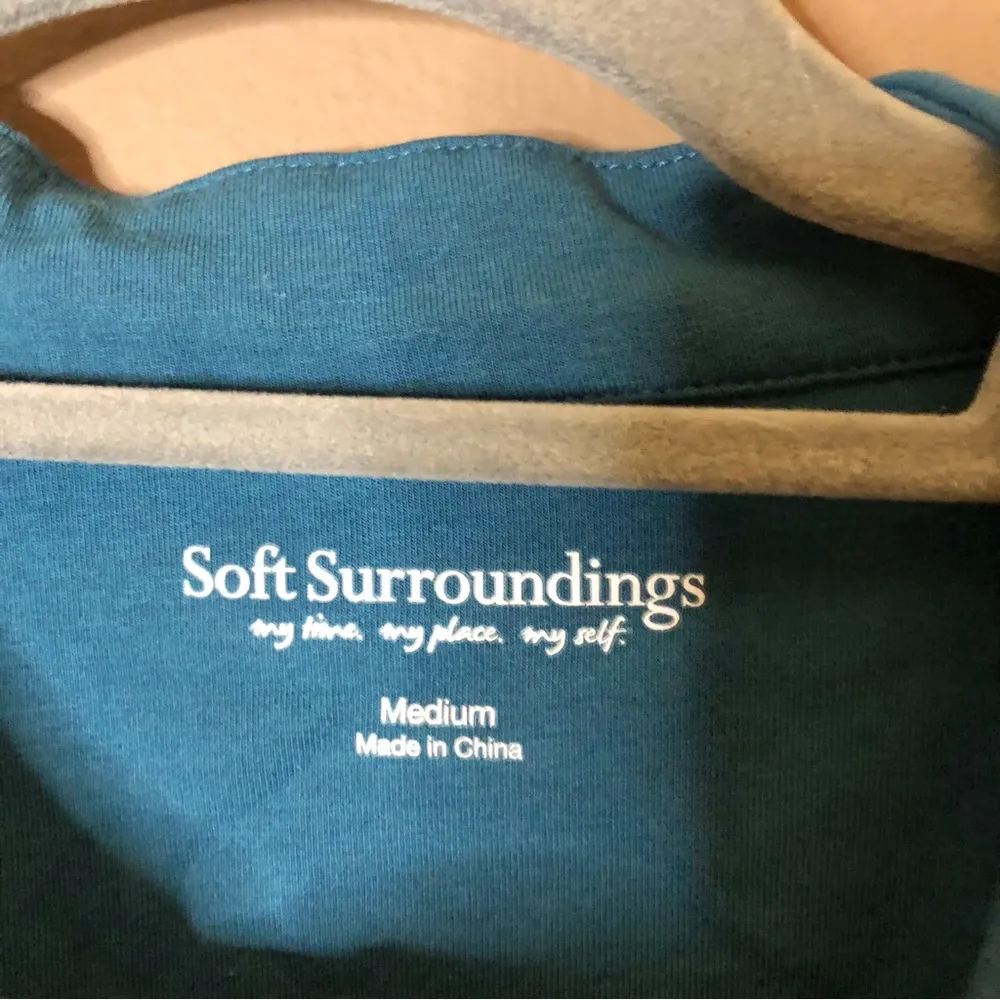 Soft Surroundings
my time. my place. my self.
Medium
Made in China